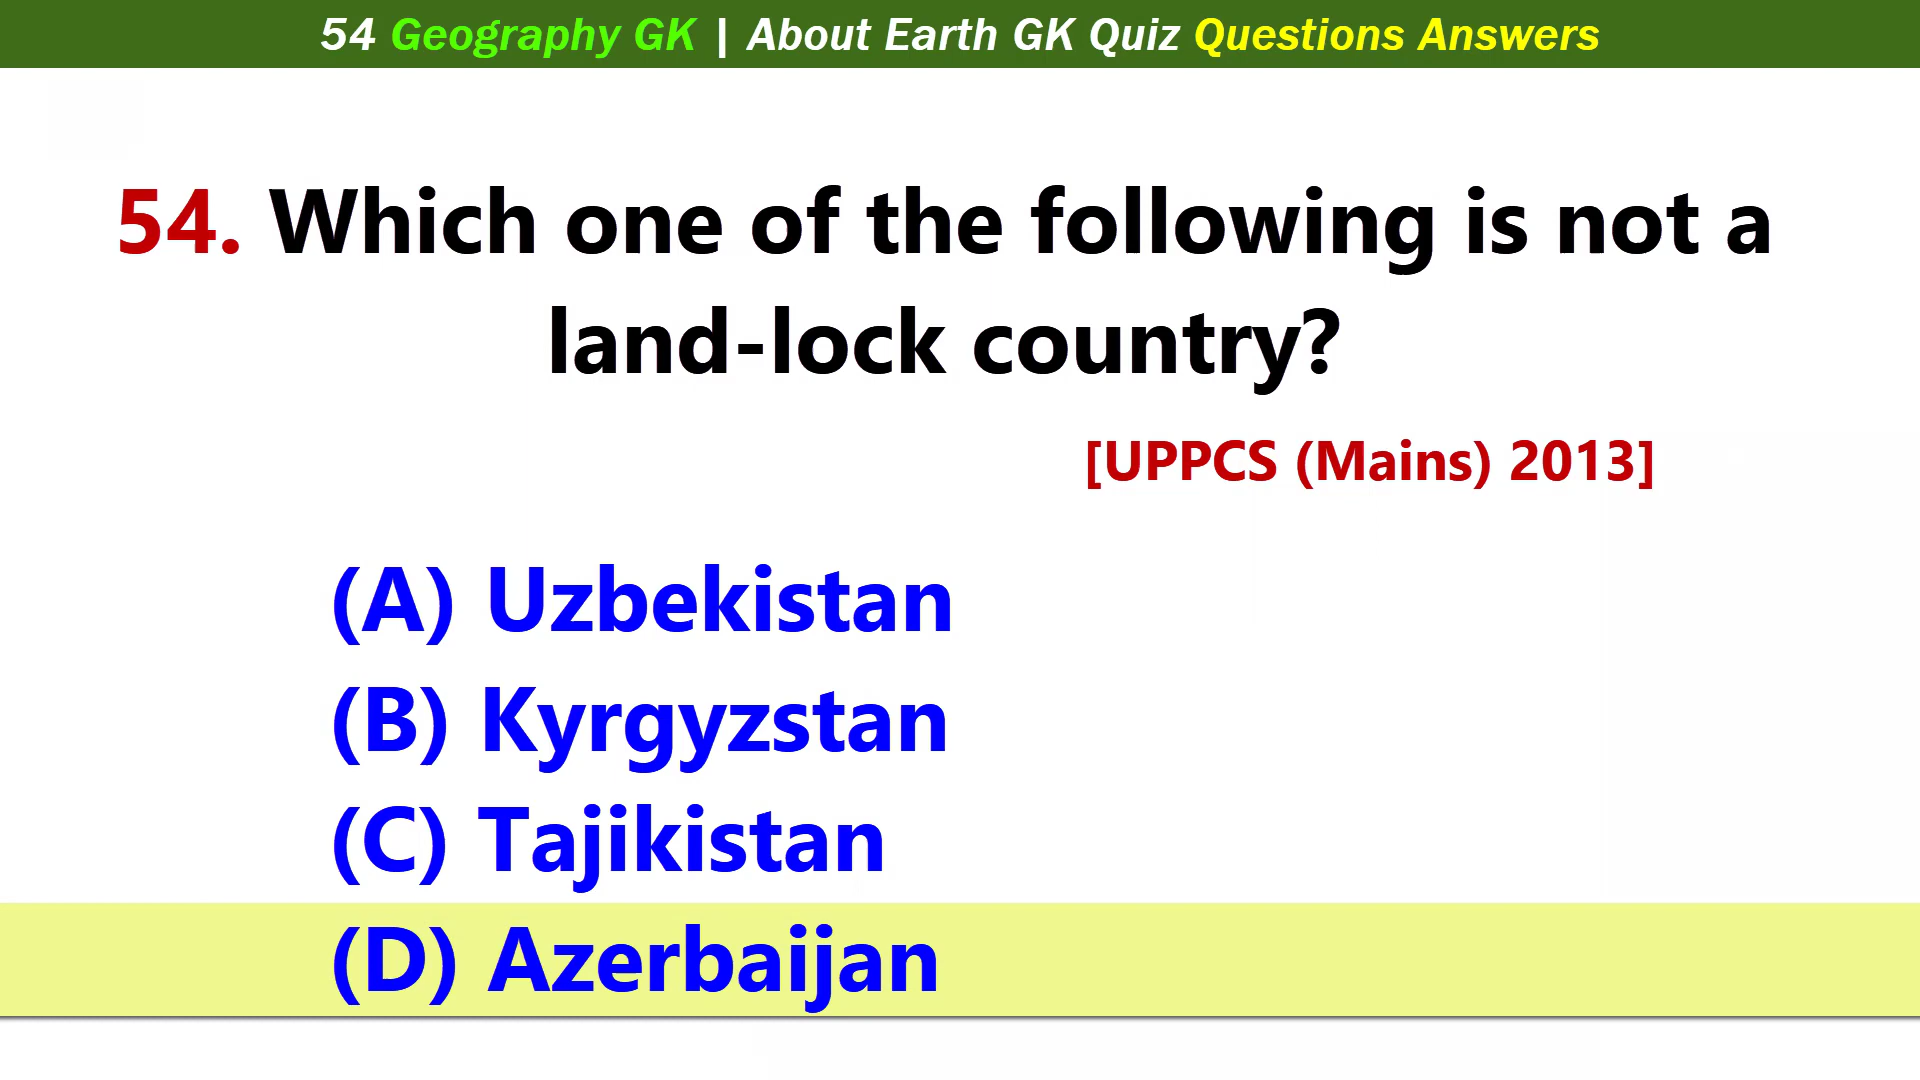 54 Geography GK | About Earth GK Quiz Questions Answers
54. Which one of the following is not a
land-lock country?
[UPPCS (Mains) 2013]
(A) Uzbekistan
(B) Kyrgyzstan
(C) Tajikistan
(D) Azerbaijan